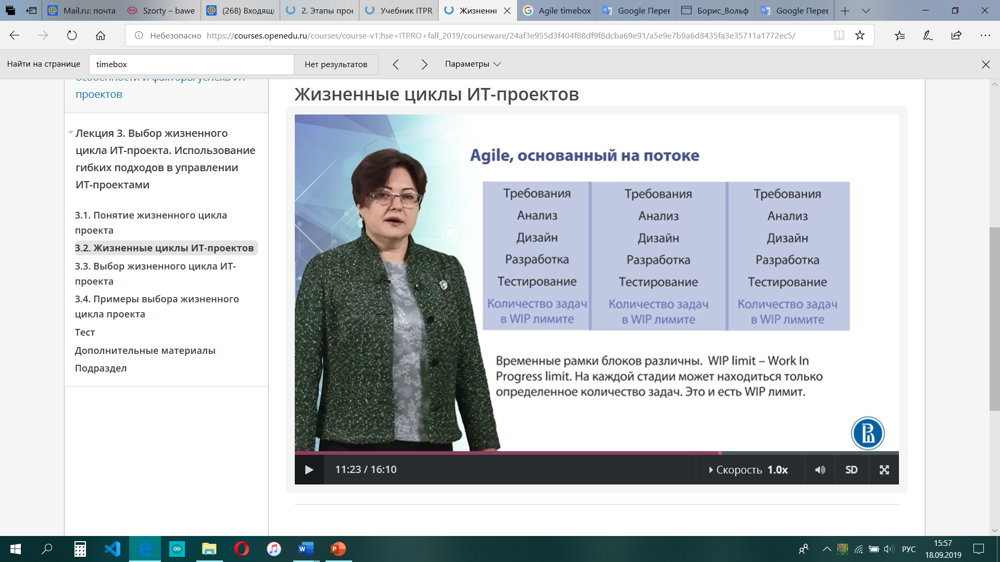 Mail.ru: почта
Szorty – bawe
(268) Входящ
2. Этапы прое
Учебник ITPR
Жизненны
Agile timebox
Google Перев
Борис_Вольф
Google Перев
Небезопасно https://courses.openedu.ru/courses/course-v1:hse+ITPRO+fall_2019/courseware/24af3e955d3f404f88df9f8dcba69e91/a5e9e7b9a6d8435fa3e35711a1772ec5/
Найти на странице timebox Нет результатов Параметры
особенности и факторы успеха ИТ-
проектов
Лекция 3. Выбор жизненного
цикла ИТ-проекта. Использование
гибких подходов в управлении
ИТ-проектами
3.1. Понятие жизненного цикла
проекта
3.2. Жизненные циклы ИТ-проектов
3.3. Выбор жизненного цикла ИТ-
проекта
3.4. Примеры выбора жизненного
цикла проекта
Тест
Дополнительные материалы
Подраздел
Жизненные циклы ИТ-проектов
Agile, основанный на потоке
Требования Требования Требования
Анализ Анализ Анализ
Дизайн Дизайн Дизайн
Разработка Разработка Разработка
Тестирование Тестирование Тестирование
Количество задач Количество задач Количество задач
в WIP лимите в WIP лимите в WIP лимите
Временные рамки блоков различны. WIP limit – Work In
Progress limit. На каждой стадии может находиться только
определенное количество задач. Это и есть WIP лимит.
11:23 / 16:10
Скорость 1.0x
SD
РУС
15:57
18.09.2019